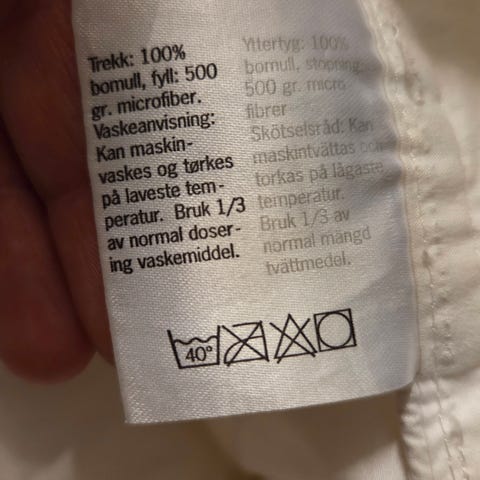 Trekk: 100%
bomull, fyll: 500
gr. microfiber.
Vaskeanvisning:
Kan maskin-
vaskes og tørkes
på laveste tem-
peratur. Bruk 1/3
av normal doser-
ing vaskemiddel.
Yttertyg: 100%
bomull, stopning:
500 gr. micro
fibrer
Skötselsråd: Kan
maskintvättas och
torkas på lågaste
temperatur.
Bruk 1/3 av
normal mängd
tvättmedel.
40°